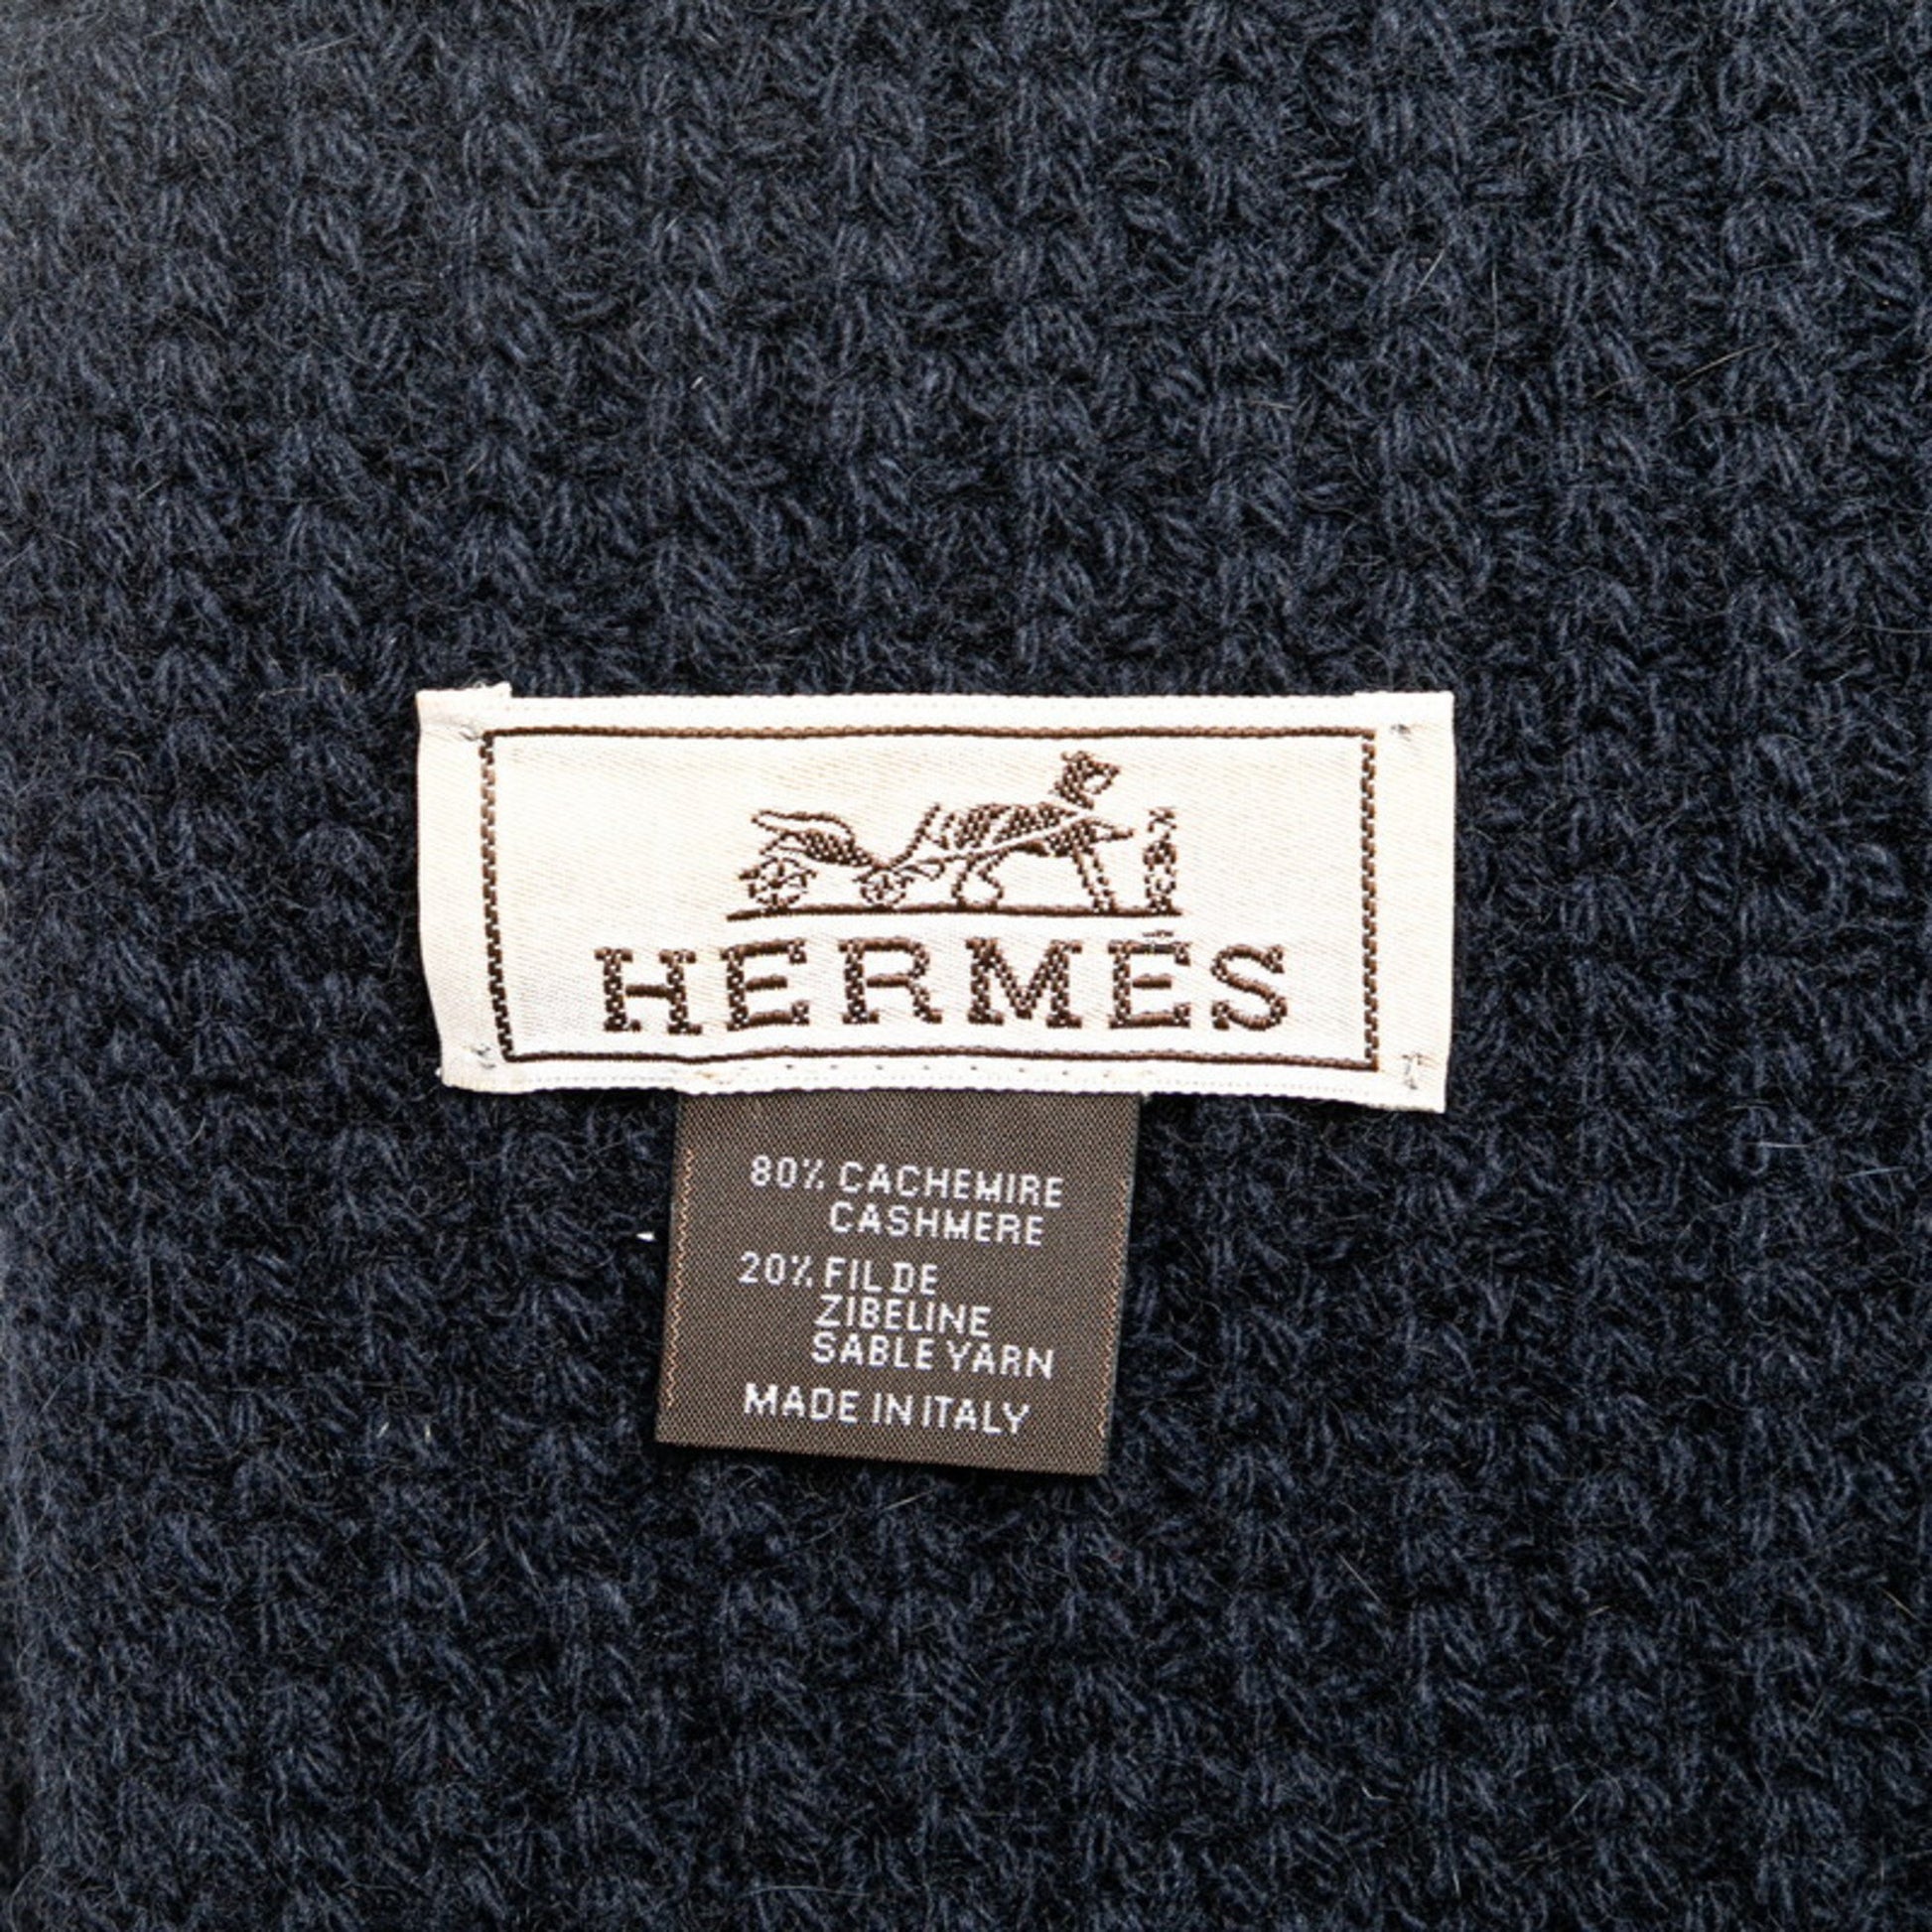 HERMÈS
80% CACHEMIRE
CASHMERE
20% FIL DE
ZIBELINE
SABLE YARN
MADE IN ITALY